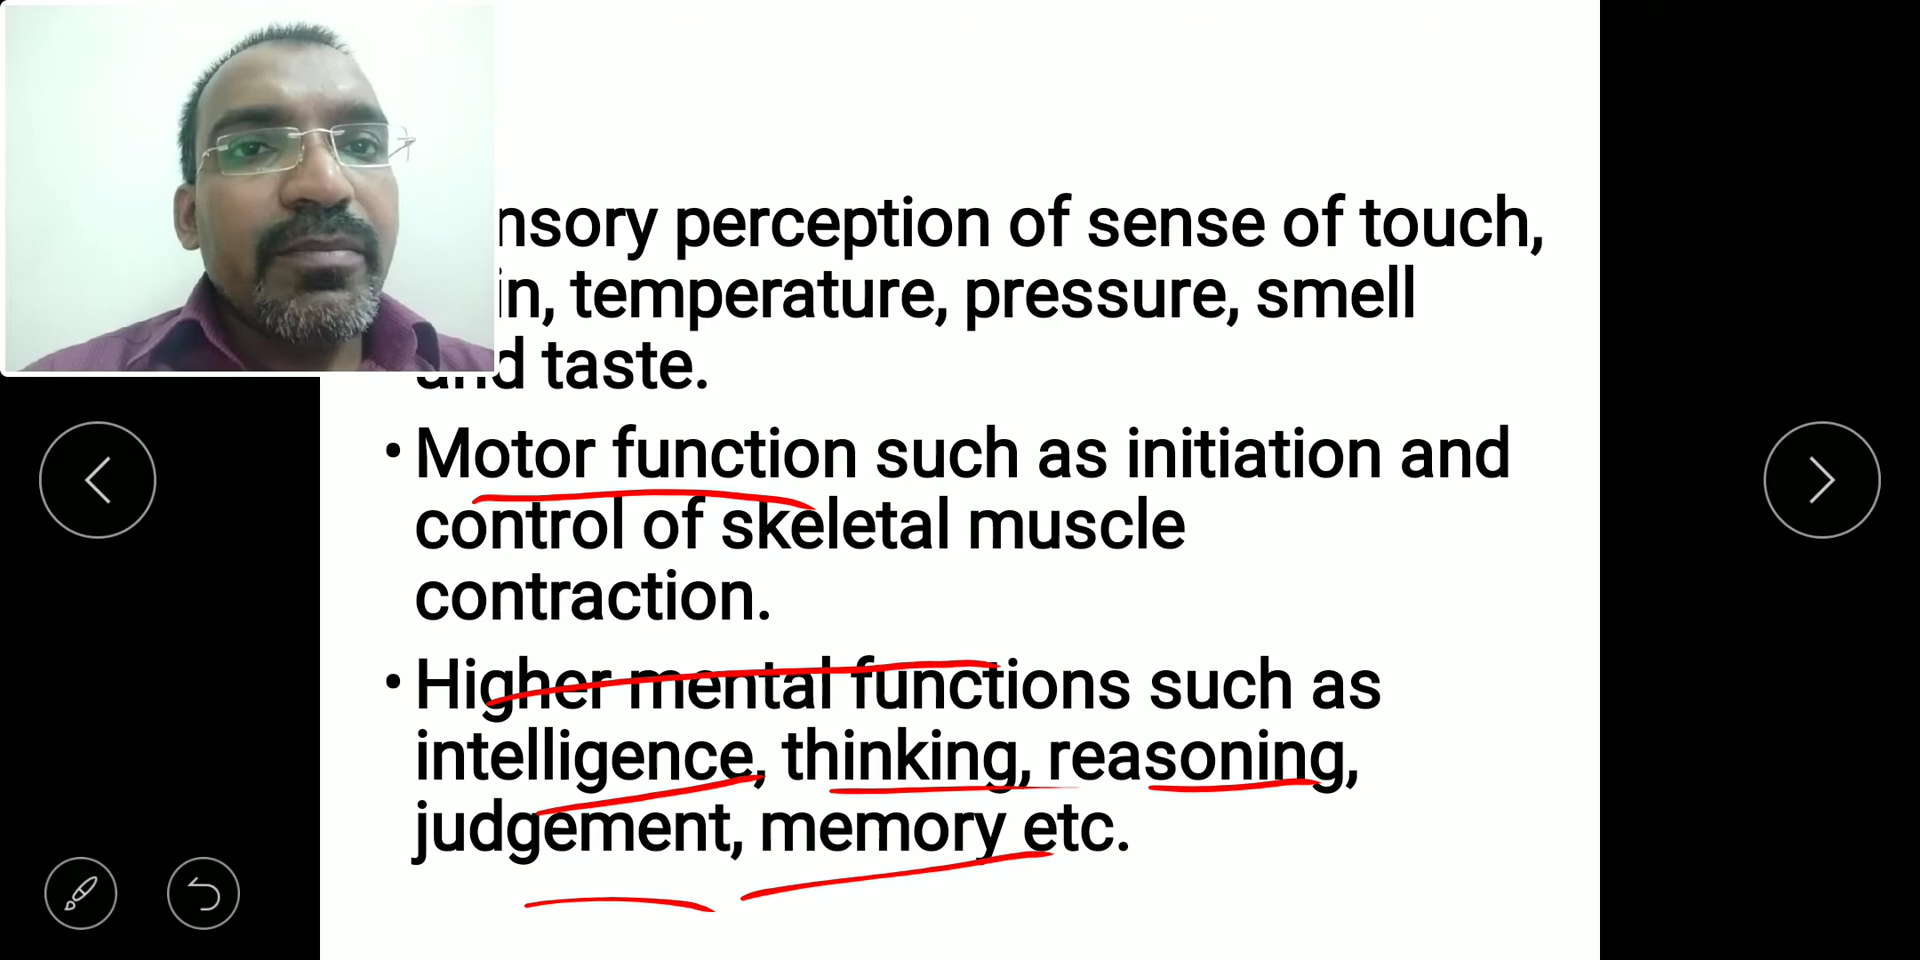 nsory perception of sense of touch,
in, temperature, pressure, smell
and taste.
• Motor function such as initiation and
control of skeletal muscle
contraction.
• Higher mental functions such as
intelligence, thinking, reasoning,
judgement, memory etc.